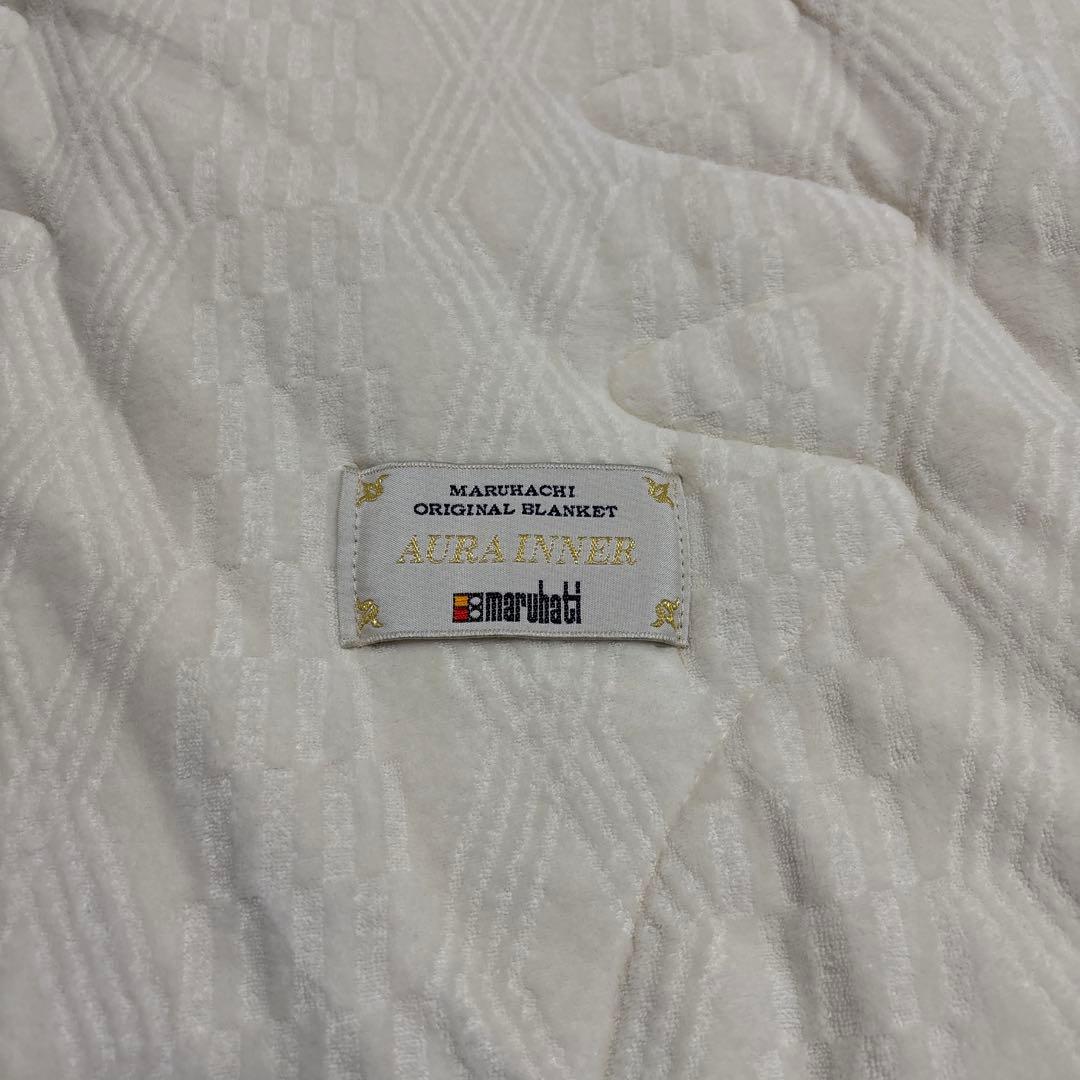 MARUHACHI
ORIGINAL BLANKET
AURA INNER
maruhati